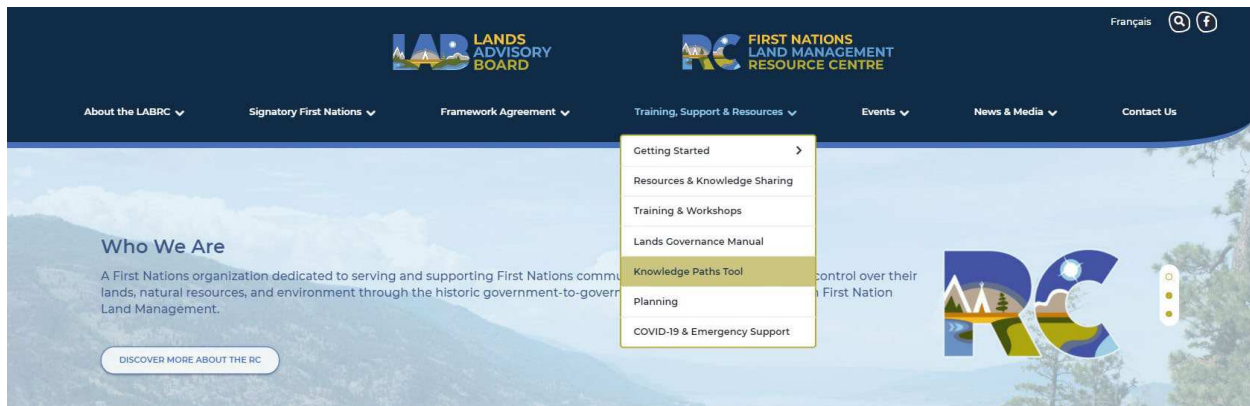 Français
LAB LANDS
ADVISORY
BOARD
RC FIRST NATIONS
LAND MANAGEMENT
RESOURCE CENTRE
About the LABRC
Signatory First Nations
Framework Agreement
Training, Support & Resources
Events
News & Media
Contact Us
Getting Started
Resources & Knowledge Sharing
Training & Workshops
Lands Governance Manual
Knowledge Paths Tool
Planning
COVID-19 & Emergency Support
Who We Are
A First Nations organization dedicated to serving and supporting First Nations control over their
lands, natural resources, and environment through the historic First Nation
Land Management.
DISCOVER MORE ABOUT THE RC
RC